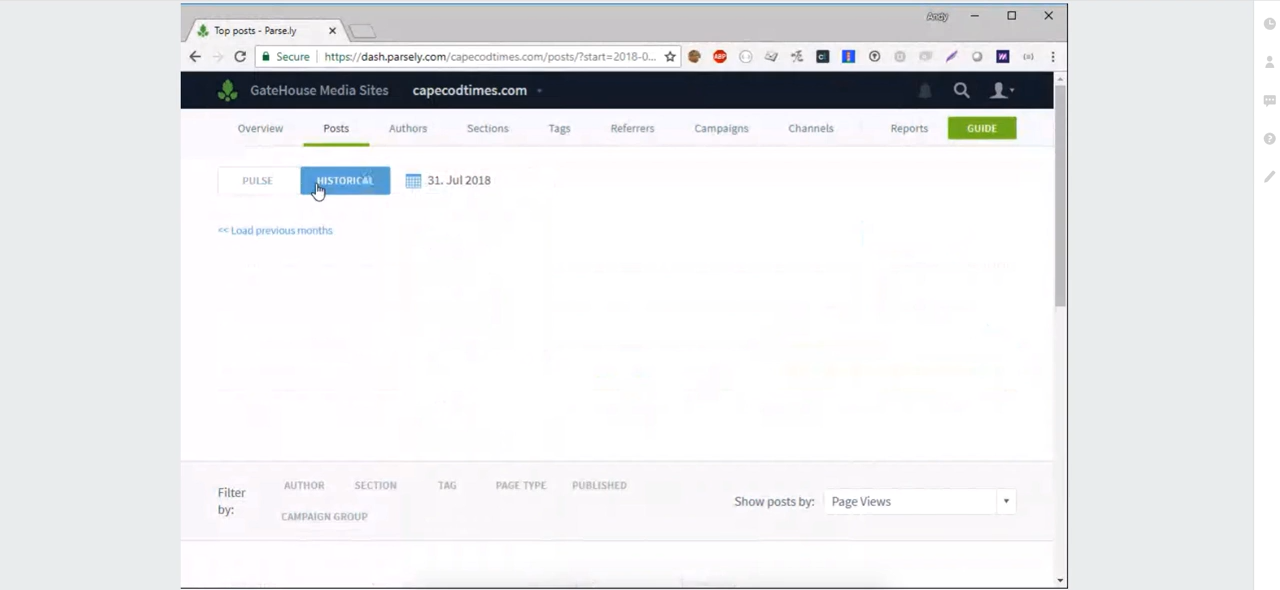 Top posts - Parse.ly
Andy
Secure
https://dash.parsely.com/capecodtimes.com/posts/?start=2018-0...
ABP
GateHouse Media Sites
capecodtimes.com
Overview
Posts
Authors
Sections
Tags
Referrers
Campaigns
Channels
Reports
GUIDE
PULSE
HISTORICAL
31. Jul 2018
<< Load previous months
Filter by:
AUTHOR
SECTION
TAG
PAGE TYPE
PUBLISHED
CAMPAIGN GROUP
Show posts by:
Page Views